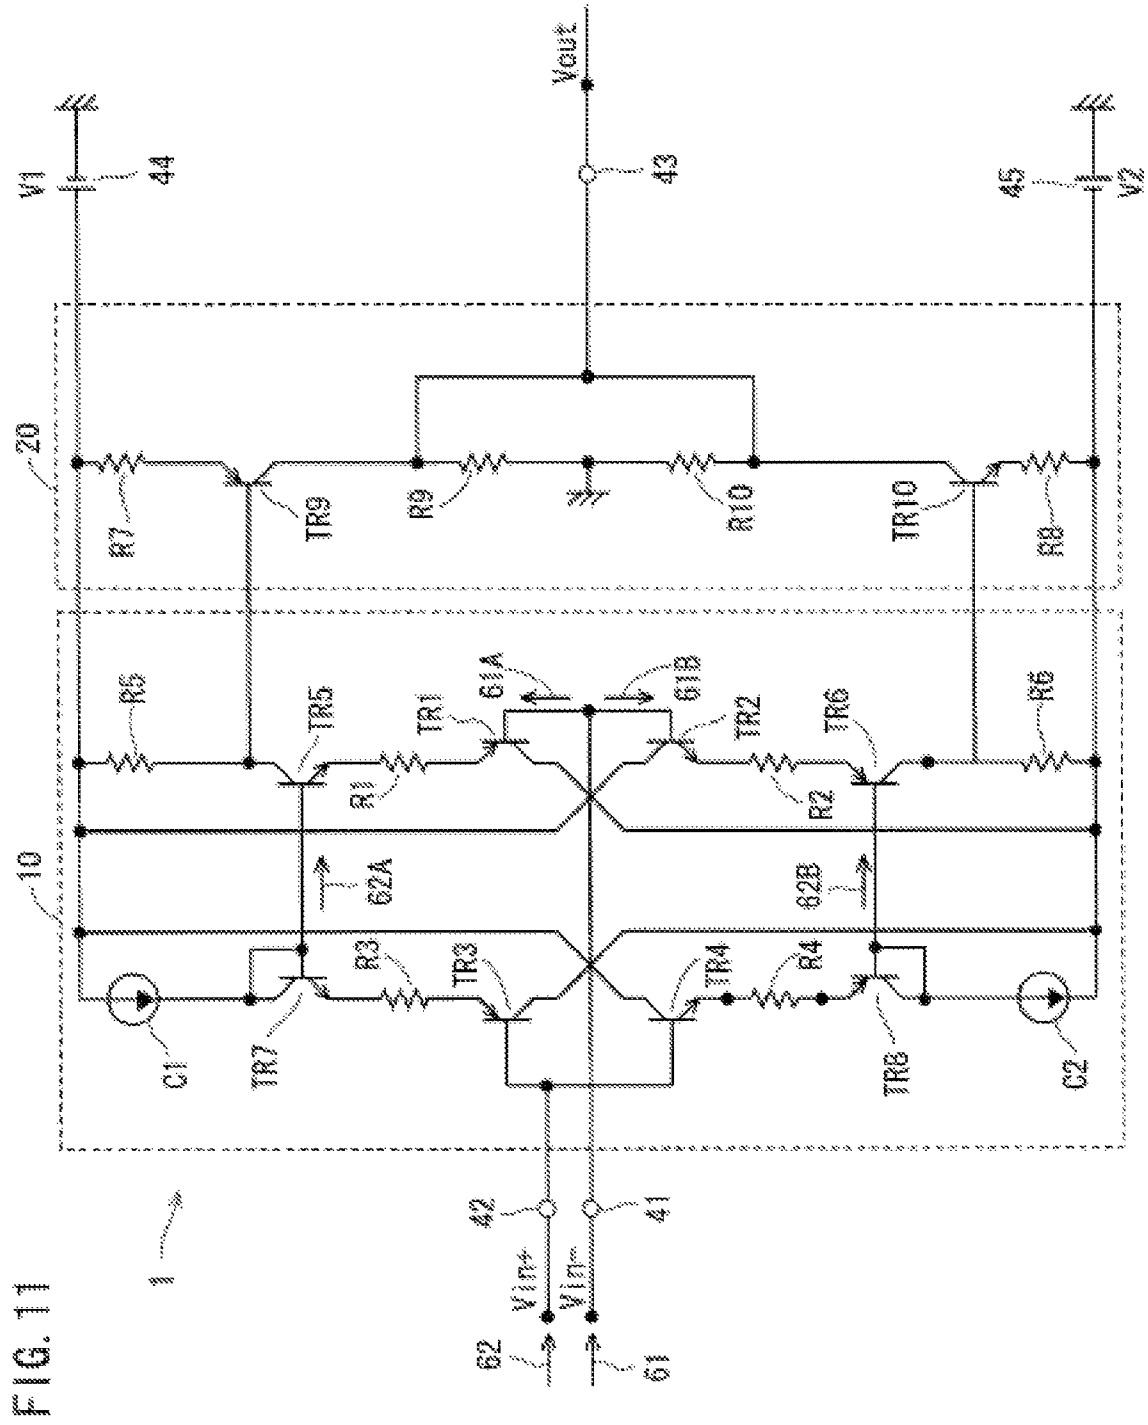 FIG. 11
1
10
20
V1
44
Vout
43
45
V2
R7
TR9
R9
R10
TR10
R8
R5
TR5
R1
TR1
61A
61B
TR2
R2
TR6
R6
62A
62B
C1
TR7
R3
TR3
TR4
R4
TR8
C2
42
41
Vin+
Vin-
62
61